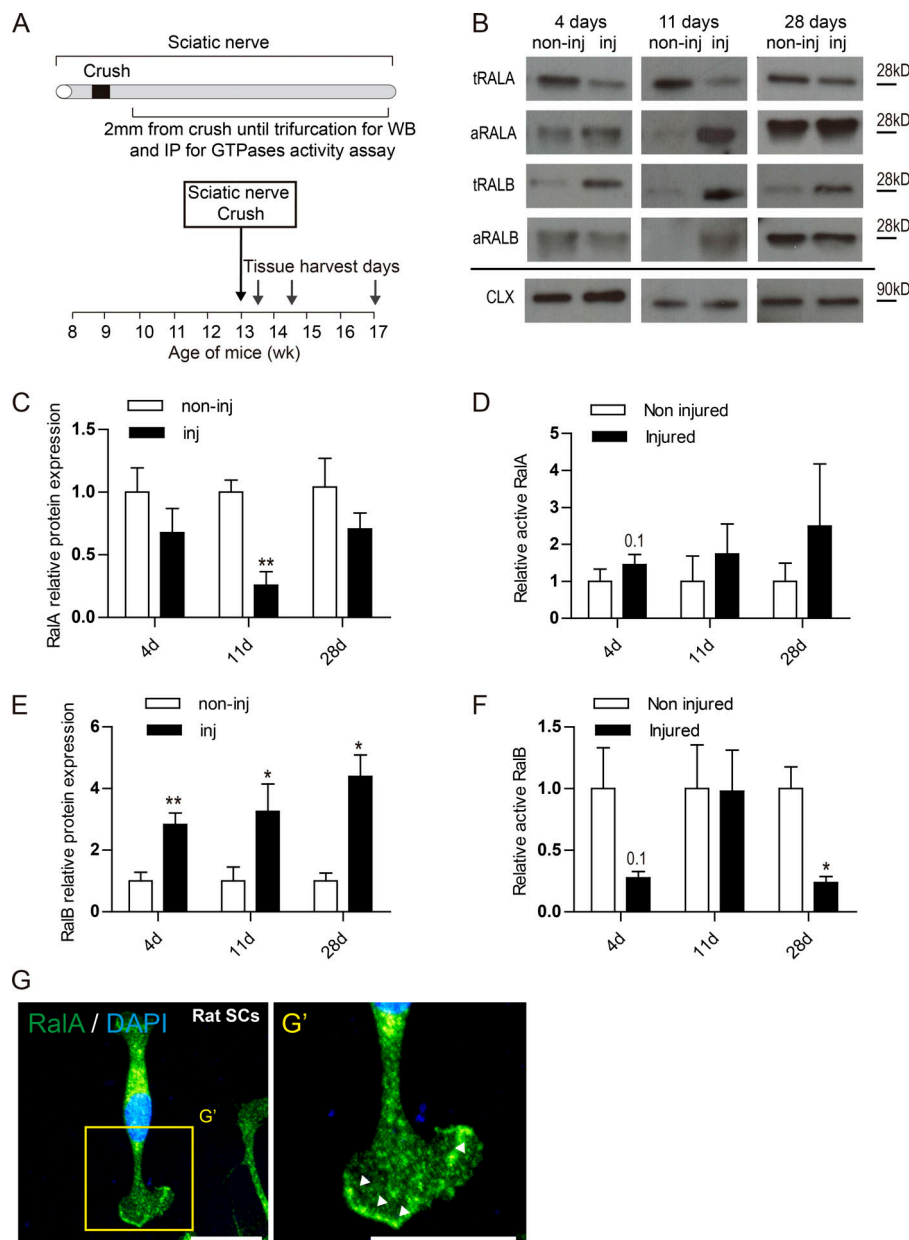 A
Sciatic nerve
Crush
2mm from crush until trifurcation for WB
and IP for GTPases activity assay
Sciatic nerve
Crush
Tissue harvest days
8 9 10 11 12 13 14 15 16 17
Age of mice (wk)
B
4 days 11 days 28 days
non-inj inj non-inj inj non-inj inj
tRALA 28kD
aRALA 28kD
tRALB 28kD
aRALB 28kD
CLX 90kD
C
non-inj
inj
RalA relative protein expression
1.5
1.0
0.5
0.0
**
4d 11d 28d
D
Non injured
Injured
Relative active RalA
5
4
3
2
1
0
0.1
4d 11d 28d
E
non-inj
inj
RalB relative protein expression
6
4
2
0
** * *
4d 11d 28d
F
Non injured
Injured
Relative active RalB
1.5
1.0
0.5
0.0
0.1 *
4d 11d 28d
G
RalA / DAPI Rat SCs
G'
G'